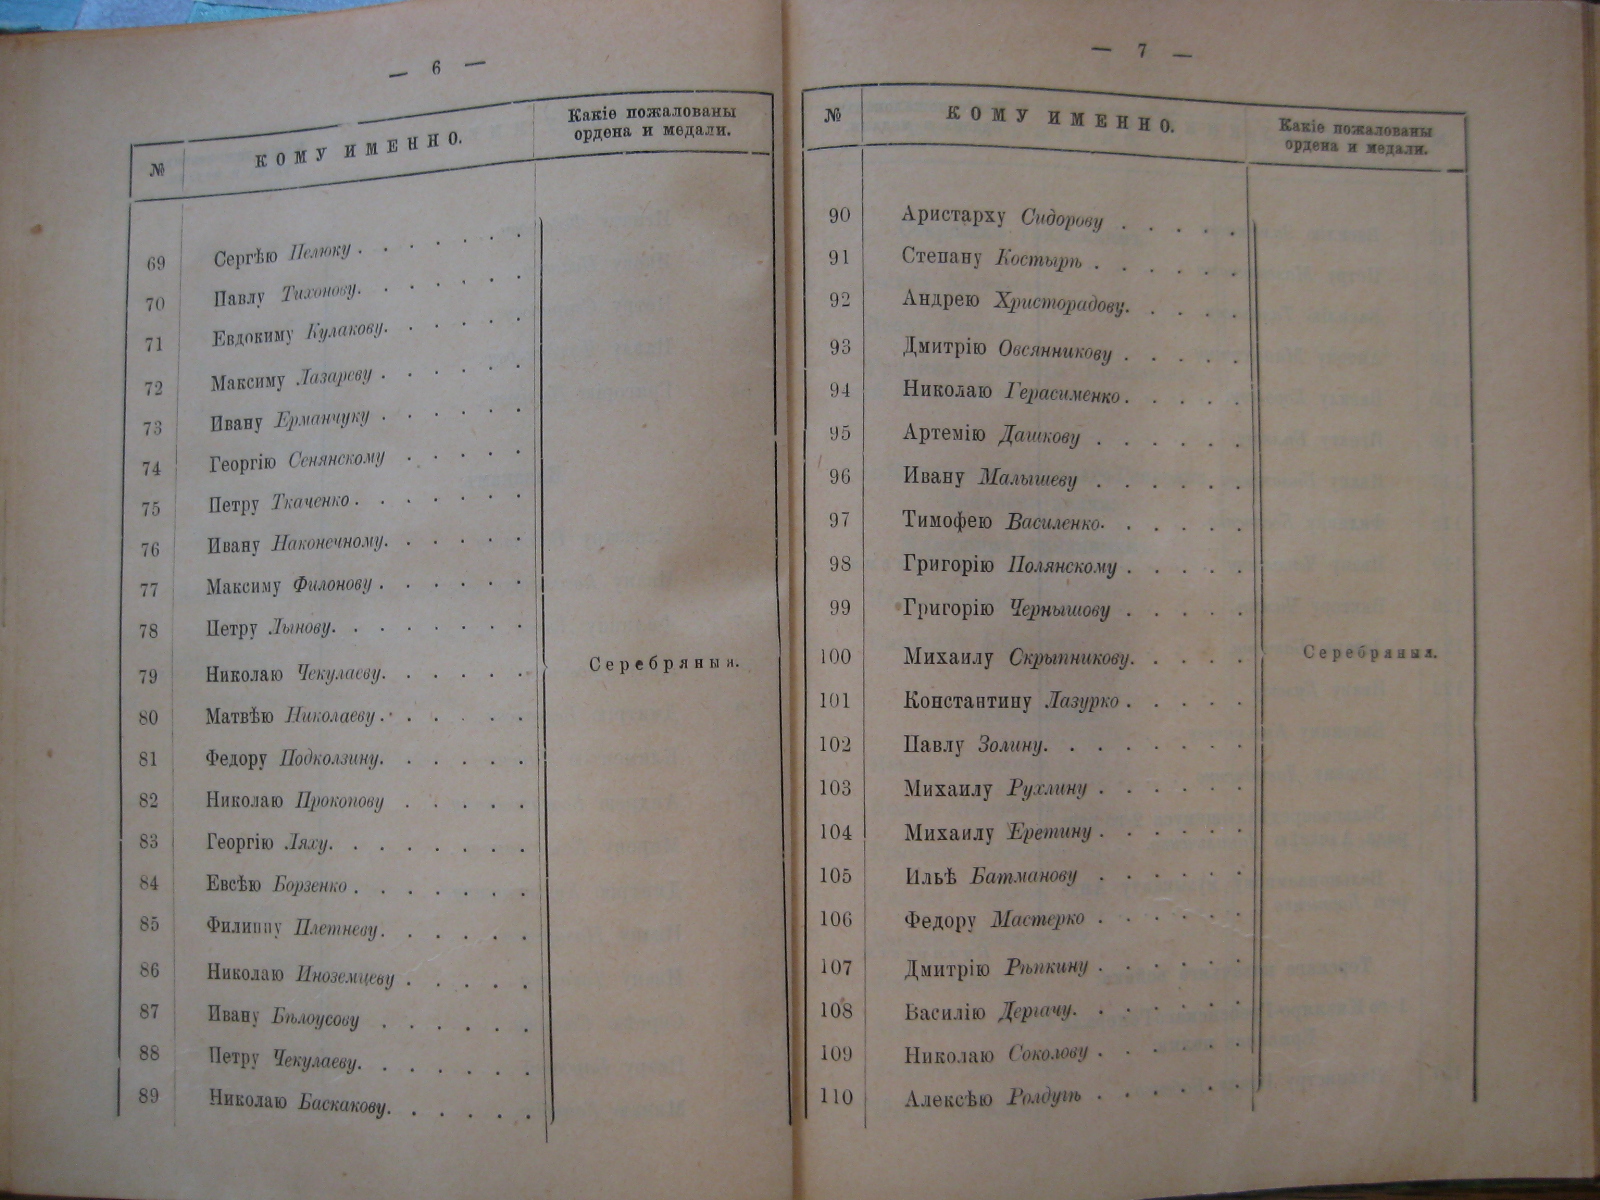 — 6 —
№ КОМУ ИМЕННО. Какіе пожалованы
ордена и медали.
69 Сергѣю Пелюку . . . . . . .
70 Павлу Тихонову. . . . . . .
71 Евдокиму Кулакову. . . . . .
72 Максиму Лазареву . . . . . .
73 Ивану Ерманчуку . . . . . .
74 Георгію Сенянскому . . . . .
75 Петру Ткаченко . . . . . . .
76 Ивану Наконечному. . . . . .
77 Максиму Филонову . . . . . .
78 Петру Лынову. . . . . . . .
79 Николаю Чекулаеву. . . . . . Серебряныя.
80 Матвѣю Николаеву . . . . . .
81 Федору Подколзину. . . . . .
82 Николаю Прокопову . . . . .
83 Георгію Ляху. . . . . . . .
84 Евсѣю Борзенко . . . . . . .
85 Филиппу Плетневу. . . . . .
86 Николаю Иноземцеву . . . . .
87 Ивану Бѣлоусову . . . . . .
88 Петру Чекулаеву. . . . . . .
89 Николаю Баскакову. . . . . .
— 7 —
№ КОМУ ИМЕННО. Какіе пожалованы
ордена и медали.
90 Аристарху Сидорову . . . . .
91 Степану Костырѣ . . . . . .
92 Андрею Христорадову. . . . .
93 Дмитрію Овсянникову . . . . .
94 Николаю Герасименко . . . . .
95 Артемію Дашкову . . . . . .
96 Ивану Малышеву . . . . . .
97 Тимофею Василенко. . . . . .
98 Григорію Полянскому . . . . .
99 Григорію Чернышову . . . . .
100 Михаилу Скрыпникову. . . . . Серебряныя.
101 Константину Лазурко . . . . .
102 Павлу Золину. . . . . . . .
103 Михаилу Рухлину . . . . . .
104 Михаилу Еретину . . . . . .
105 Ильѣ Батманову . . . . . .
106 Федору Мастерко . . . . . .
107 Дмитрію Рѣпкину . . . . . .
108 Василію Дергачу. . . . . . .
109 Николаю Соколову . . . . . .
110 Алексѣю Ролдугѣ . . . . . .